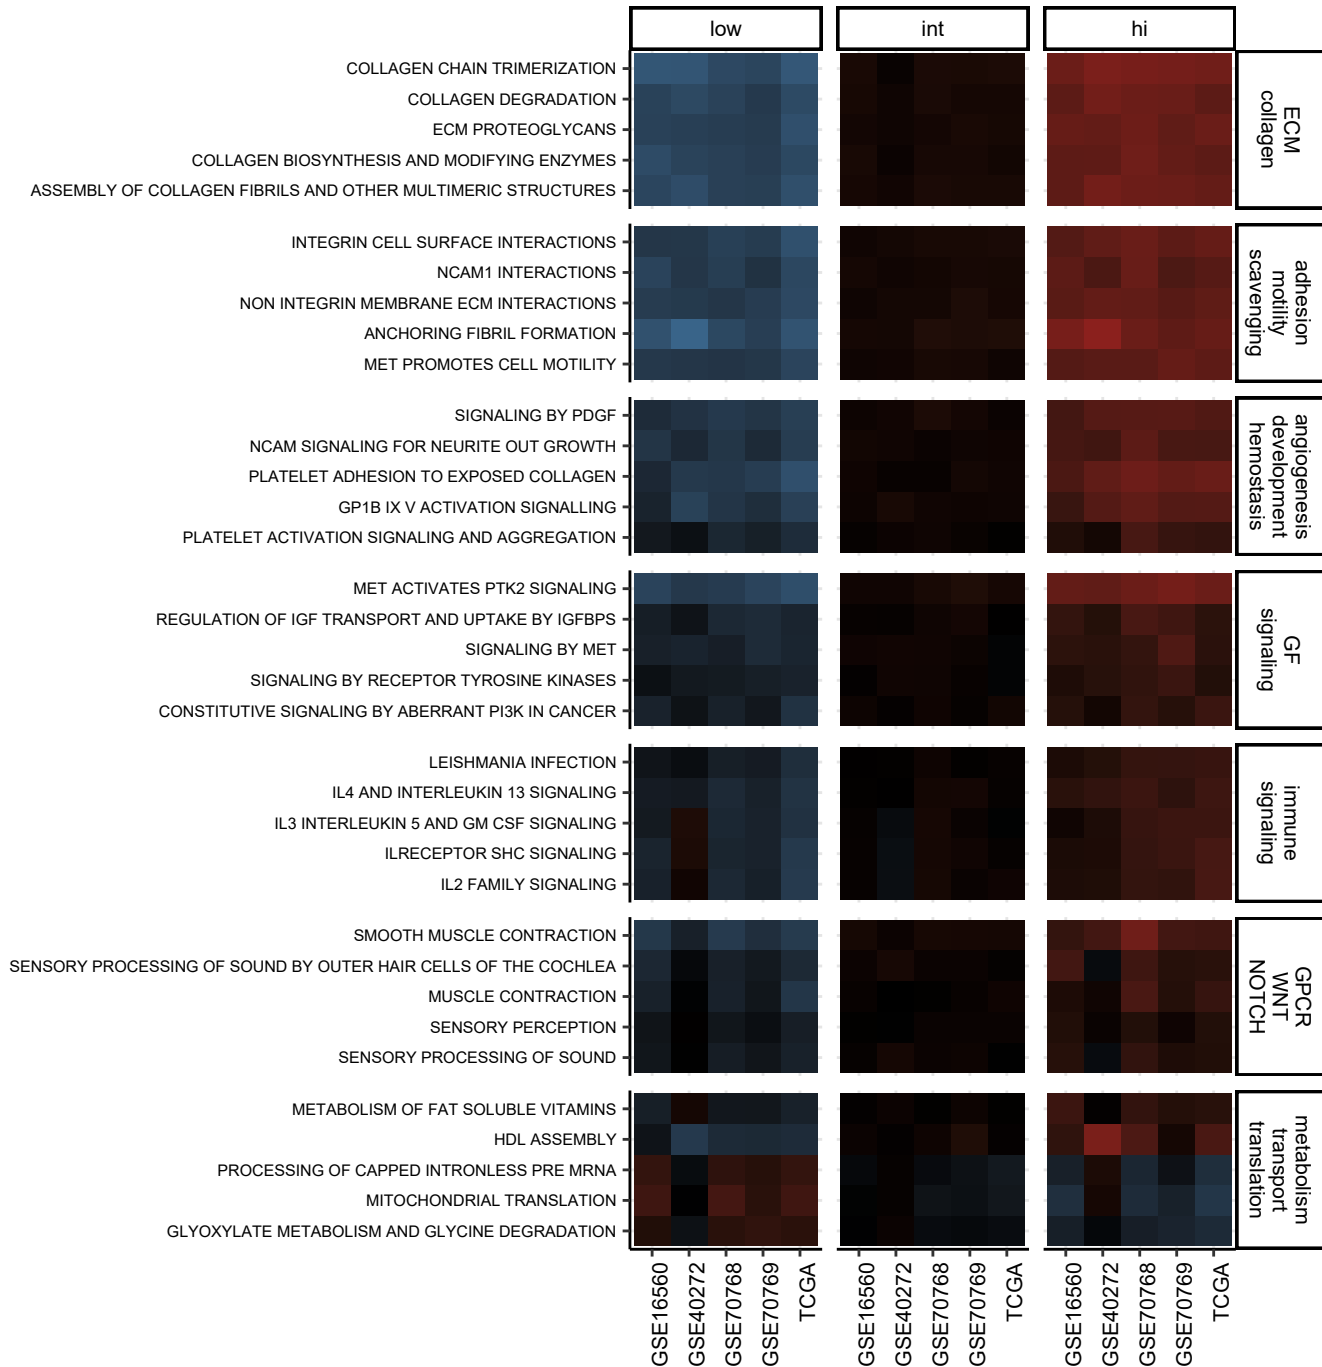 low
int
hi
COLLAGEN CHAIN TRIMERIZATION
COLLAGEN DEGRADATION
ECM PROTEOGLYCANS
COLLAGEN BIOSYNTHESIS AND MODIFYING ENZYMES
ASSEMBLY OF COLLAGEN FIBRILS AND OTHER MULTIMERIC STRUCTURES
ECM
collagen
INTEGRIN CELL SURFACE INTERACTIONS
NCAM1 INTERACTIONS
NON INTEGRIN MEMBRANE ECM INTERACTIONS
ANCHORING FIBRIL FORMATION
MET PROMOTES CELL MOTILITY
adhesion
motility
scavenging
SIGNALING BY PDGF
NCAM SIGNALING FOR NEURITE OUT GROWTH
PLATELET ADHESION TO EXPOSED COLLAGEN
GP1B IX V ACTIVATION SIGNALLING
PLATELET ACTIVATION SIGNALING AND AGGREGATION
angiogenesis
development
hemostasis
MET ACTIVATES PTK2 SIGNALING
REGULATION OF IGF TRANSPORT AND UPTAKE BY IGFBPS
SIGNALING BY MET
SIGNALING BY RECEPTOR TYROSINE KINASES
CONSTITUTIVE SIGNALING BY ABERRANT PI3K IN CANCER
GF
signaling
LEISHMANIA INFECTION
IL4 AND INTERLEUKIN 13 SIGNALING
IL3 INTERLEUKIN 5 AND GM CSF SIGNALING
ILRECEPTOR SHC SIGNALING
IL2 FAMILY SIGNALING
immune
signaling
SMOOTH MUSCLE CONTRACTION
SENSORY PROCESSING OF SOUND BY OUTER HAIR CELLS OF THE COCHLEA
MUSCLE CONTRACTION
SENSORY PERCEPTION
SENSORY PROCESSING OF SOUND
GPCR
WNT
NOTCH
METABOLISM OF FAT SOLUBLE VITAMINS
HDL ASSEMBLY
PROCESSING OF CAPPED INTRONLESS PRE MRNA
MITOCHONDRIAL TRANSLATION
GLYOXYLATE METABOLISM AND GLYCINE DEGRADATION
metabolism
transport
translation
GSE16560
GSE40272
GSE70768
GSE70769
TCGA
GSE16560
GSE40272
GSE70768
GSE70769
TCGA
GSE16560
GSE40272
GSE70768
GSE70769
TCGA